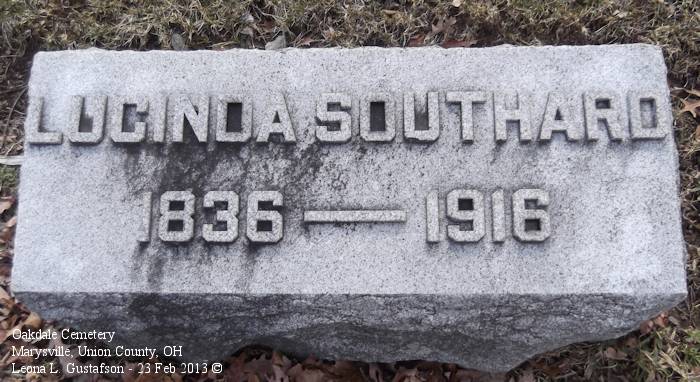 LUCINDA SOUTHARD
1836 — 1916
Oakdale Cemetery
Marysville, Union County, OH
Leona L. Gustafson - 23 Feb 2013 ©